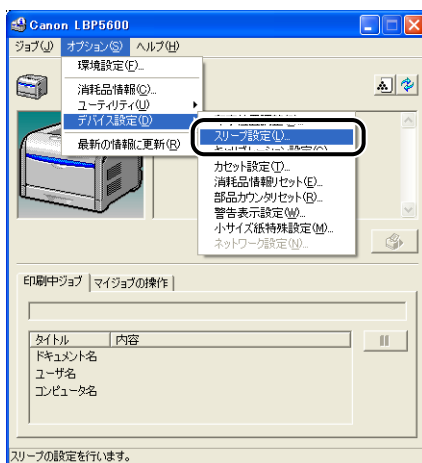 Canon LBP5600
ジョブ(J) オプション(S) ヘルプ(H)
環境設定(F)...
消耗品情報(C)...
ユーティリティ(U)
デバイス設定(D)
最新の情報に更新(R)
スリープ設定(L)...
カセット設定(T)...
消耗品情報リセット(E)...
部品カウンタリセット(R)...
警告表示設定(W)...
小サイズ紙特殊設定(M)...
ネットワーク設定(N)...
印刷中ジョブ マイジョブの操作
タイトル 内容
ドキュメント名
ユーザ名
コンピュータ名
スリープの設定を行います。